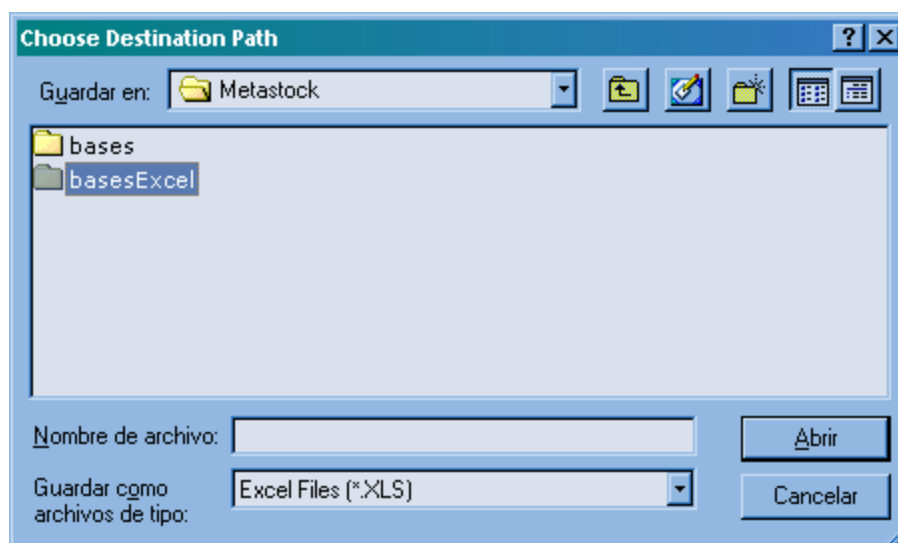 Choose Destination Path
Guardar en: Metastock
bases
basesExcel
Nombre de archivo:
Abrir
Guardar como
archivos de tipo:
Excel Files (*.XLS)
Cancelar